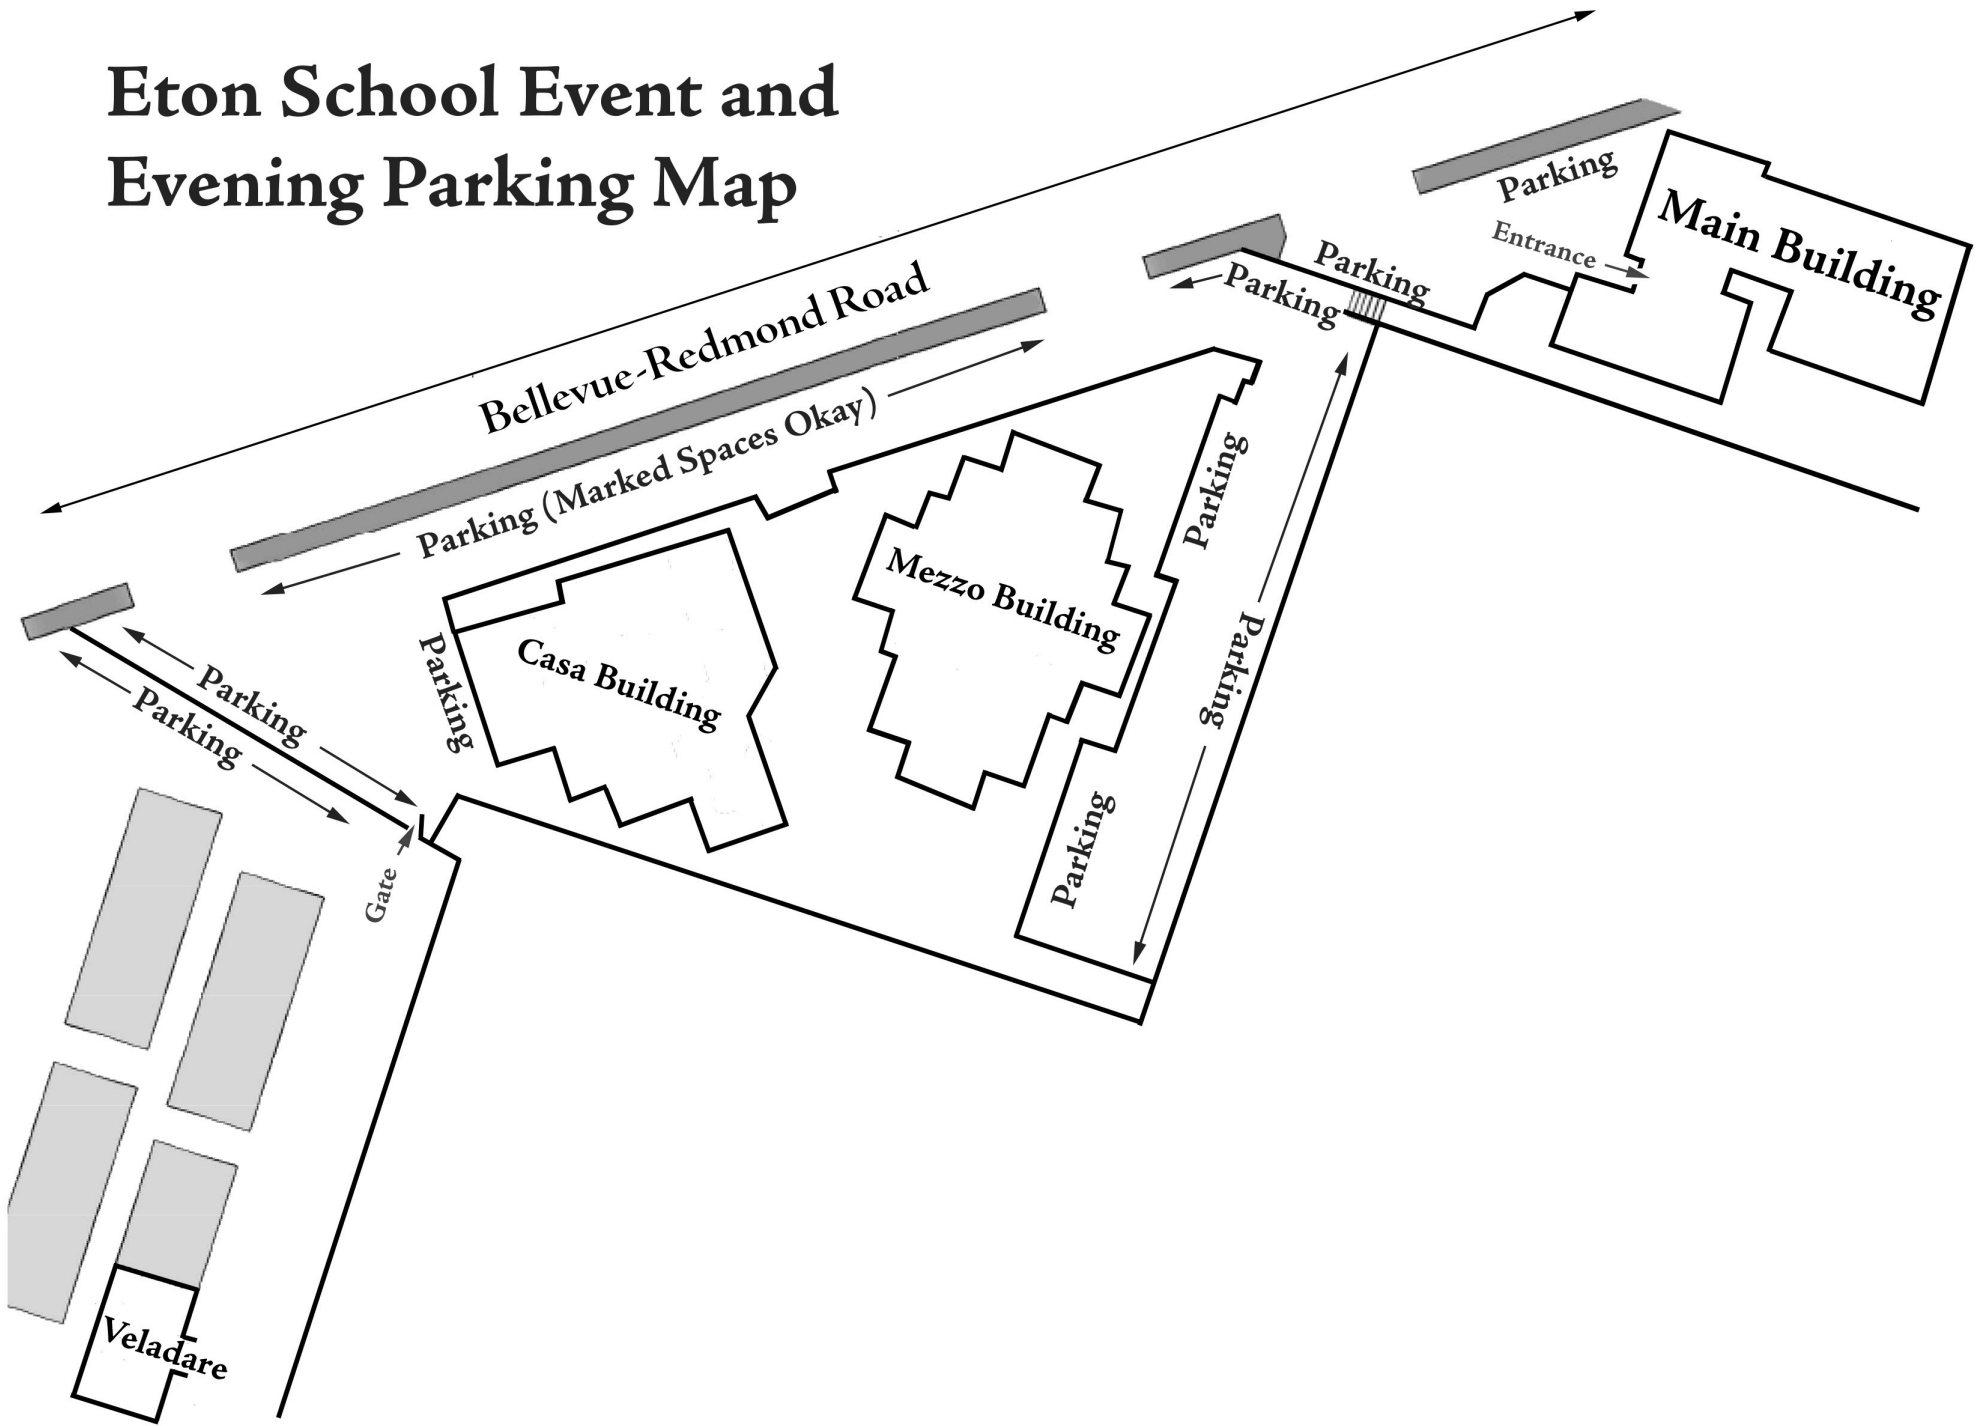 Eton School Event and
Evening Parking Map
Parking
Main Building
Entrance
Parking
Parking
Bellevue-Redmond Road
Parking (Marked Spaces Okay)
Parking
Mezzo Building
Parking
Casa Building
Parking
Parking
Parking
Parking
Gate
Veladare